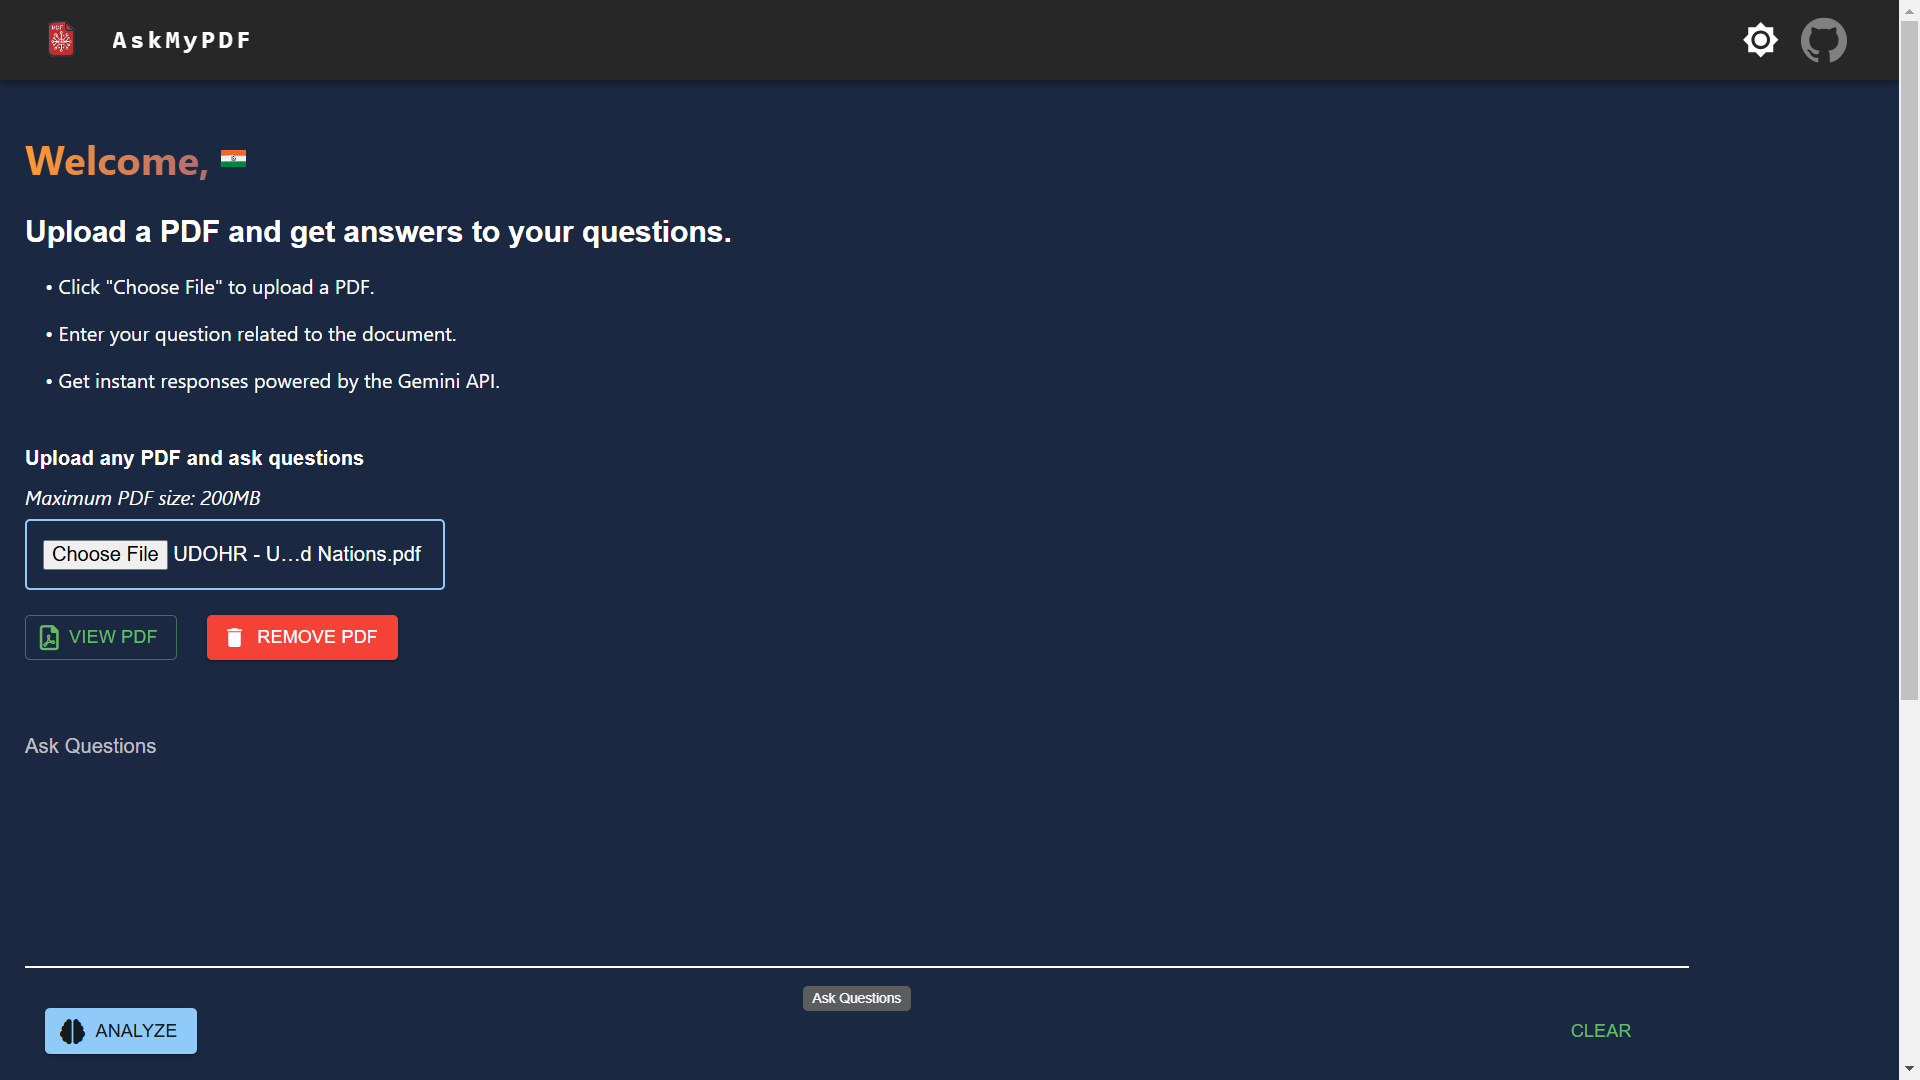 PDF
AskMyPDF
Welcome,
Upload a PDF and get answers to your questions.
• Click "Choose File" to upload a PDF.
• Enter your question related to the document.
• Get instant responses powered by the Gemini API.
Upload any PDF and ask questions
Maximum PDF size: 200MB
Choose File UDOHR - U...d Nations.pdf
VIEW PDF REMOVE PDF
Ask Questions
Ask Questions
ANALYZE CLEAR